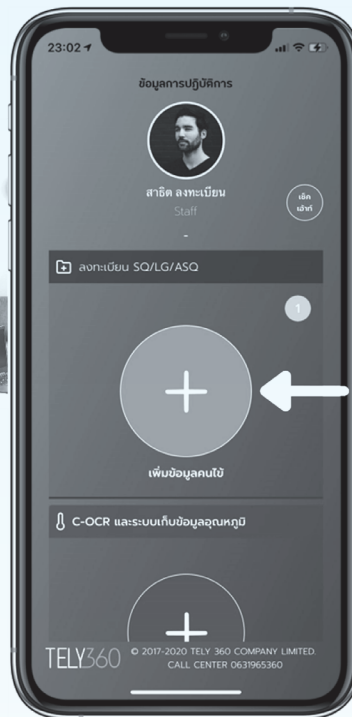 23:02
ข้อมูลการปฏิบัติการ
สาธิต ลงทะเบียน
Staff
เช็ค
เอ้าท์
-
ลงทะเบียน SQ/LG/ASQ
1
เพิ่มข้อมูลคนไข้
C-OCR และระบบเก็บข้อมูลอุณหภูมิ
TELY360
© 2017-2020 TELY 360 COMPANY LIMITED.
CALL CENTER 0631965360